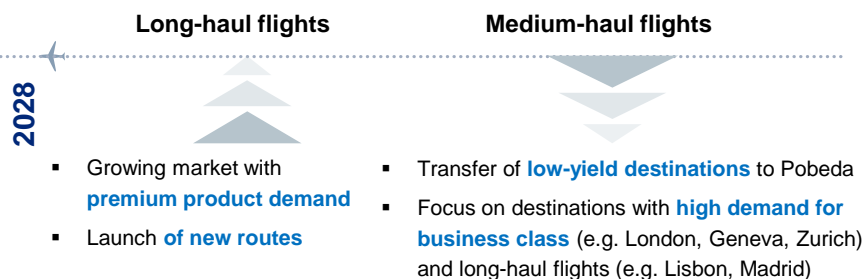 Long-haul flights
Medium-haul flights
2028
▪ Growing market with
premium product demand
▪ Launch of new routes
▪ Transfer of low-yield destinations to Pobeda
▪ Focus on destinations with high demand for
business class (e.g. London, Geneva, Zurich)
and long-haul flights (e.g. Lisbon, Madrid)